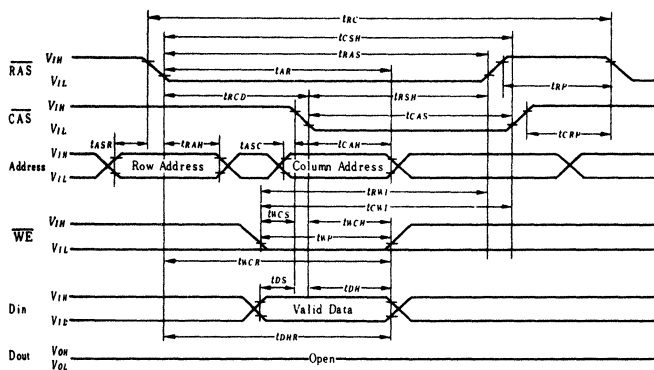 tRC
tCSH
tRAS
tAR
RAS
VIH
VIL
tRP
tRCD
tRSH
CAS
VIH
VIL
tCAS
tCRP
tASR
tRAH
tASC
tCAH
Address
VIH
VIL
Row Address
Column Address
tRWI
tCWI
tWCS
tWCH
WE
VIH
VIL
tWP
tWCR
tDS
tDH
Din
VIH
VIL
Valid Data
tDHR
Dout
VOH
VOL
Open